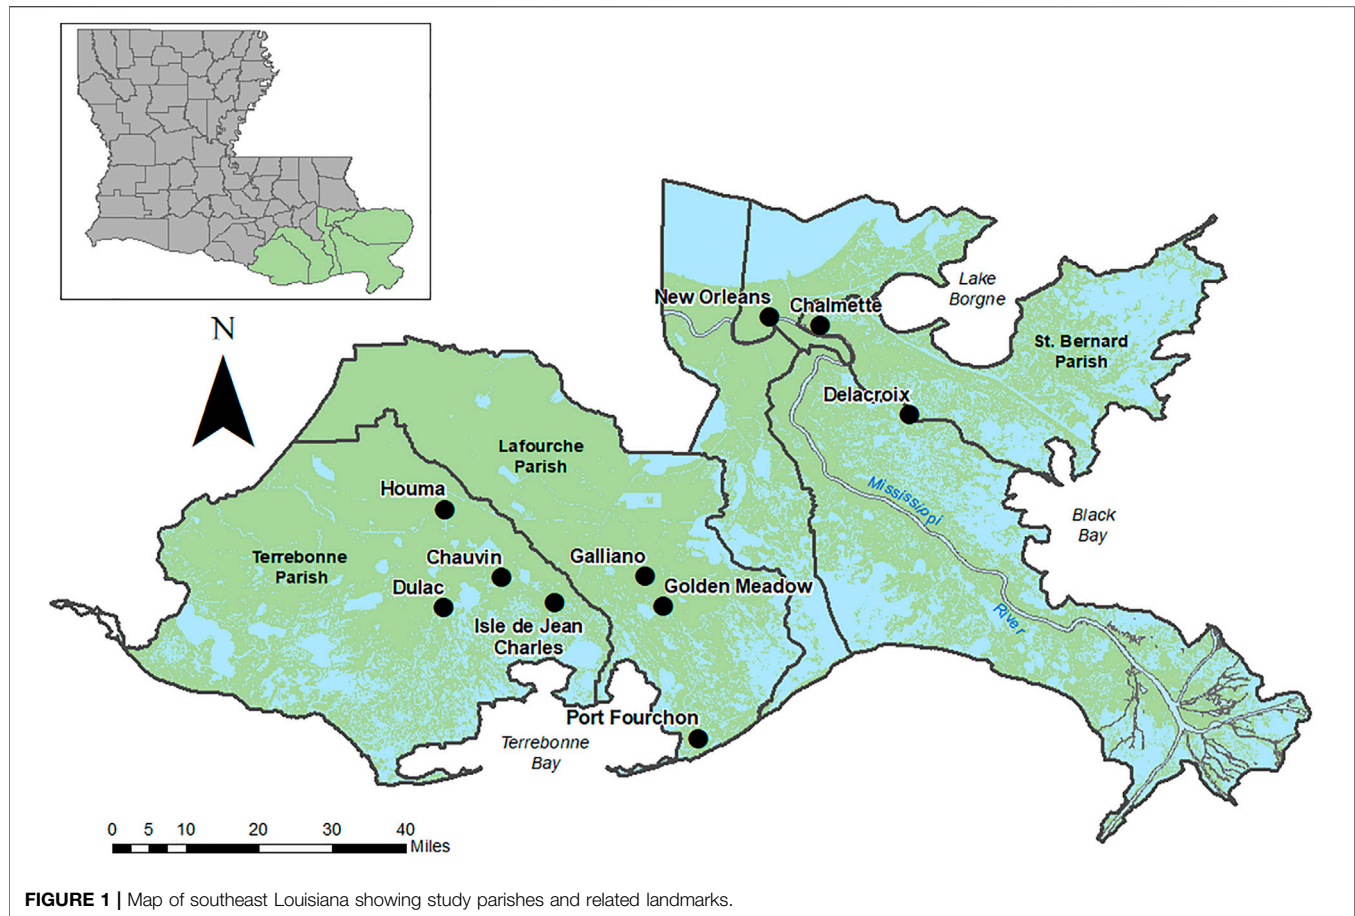 N
New Orleans
Chalmette
Lake
Borgne
St. Bernard
Parish
Delacroix
Lafourche
Parish
Houma
Mississippi
Black
Bay
Terrebonne
Parish
Chauvin
Galliano
Dulac
Golden Meadow
Isle de Jean
Charles
River
Port Fourchon
Terrebonne
Bay
0 5 10 20 30 40
Miles
FIGURE 1 | Map of southeast Louisiana showing study parishes and related landmarks.